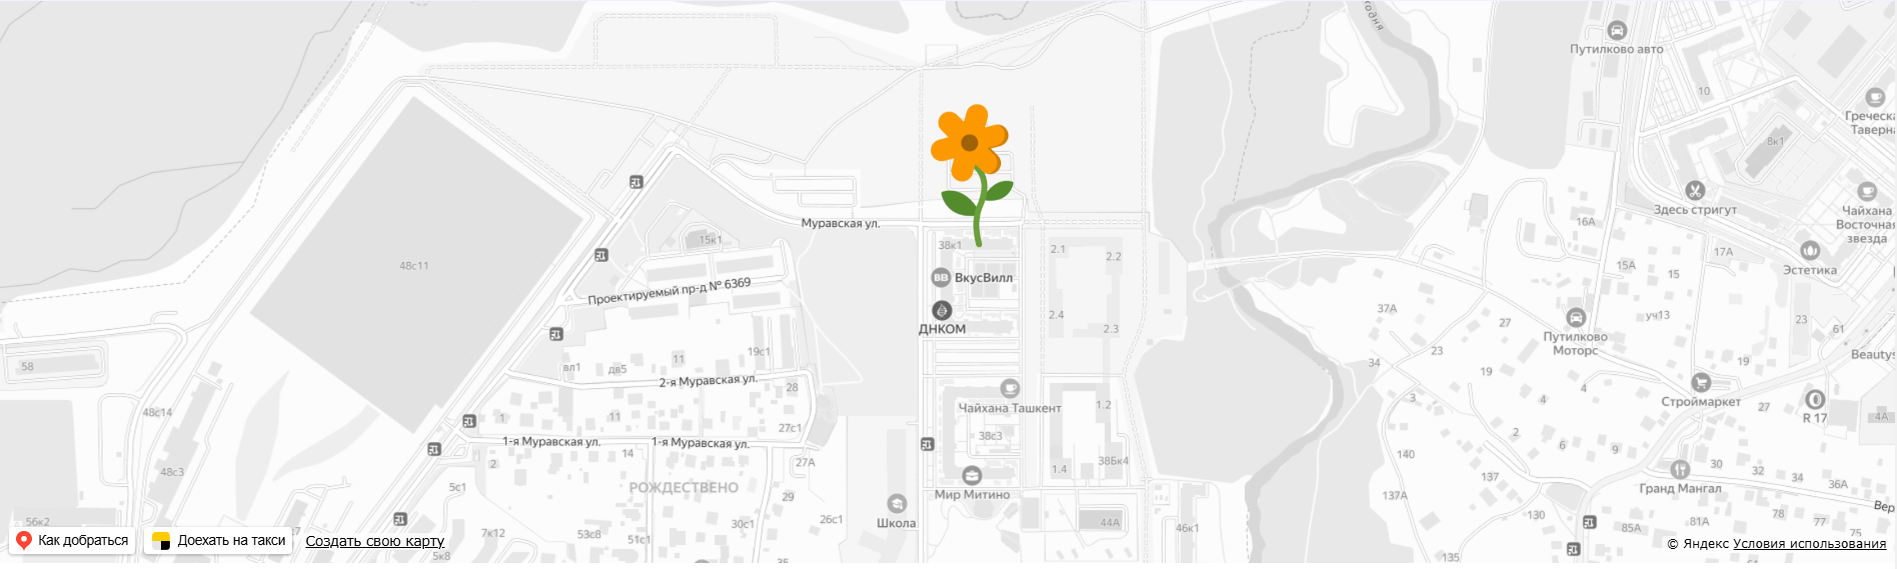 Путилково авто
10
Греческа
Таверна
8к1
Здесь стригут
Чайхана
Восточная
звезда
16А
Муравская ул.
15к1
38к1
2.1
2.2
17А
15А
15
Эстетика
48с11
ВкусВилл
Проектируемый пр-д № 6369
37А
27
уч13
23
61
2.4
2.3
ДНКОМ
Путилково
Моторс
Beautys
58
вл1
дв5
11
19с1
34
23
19
19
2-я Муравская ул.
28
5
4
Строймаркет
3
Чайхана Ташкент
1.2
27
R 17
4А
48с14
1
11
27с1
38с3
2
6
9
1-я Муравская ул.
1-я Муравская ул.
14
140
48с3
2
27А
1.4
38Бк4
137
30
32
34
36А
Гранд Мангал
5с1
РОЖДЕСТВЕНО
29
Мир Митино
137А
Вер
56к2
Школа
26с1
30с1
44А
46к1
130
85А
81А
77
78
75
7к12
53с8
51с1
5к8
135
Как добраться
Доехать на такси
Создать свою карту
© Яндекс Условия использования